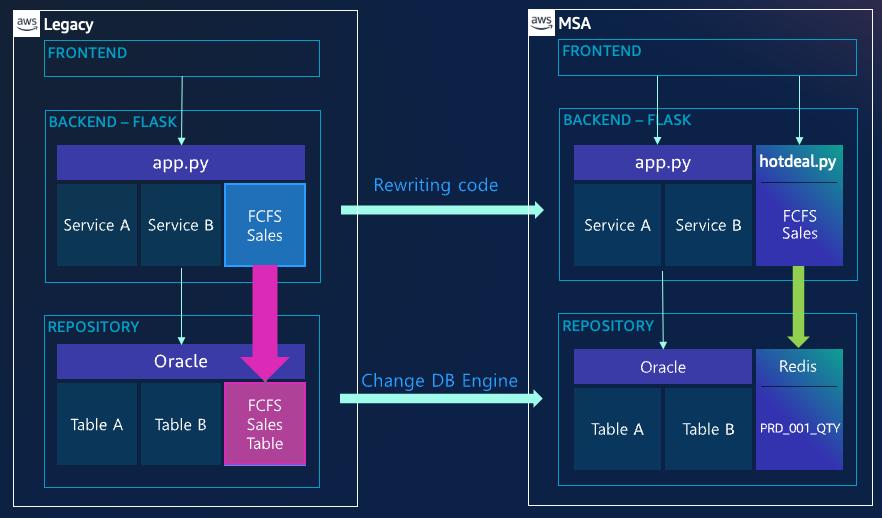 aws
Legacy
FRONTEND
BACKEND – FLASK
app.py
Service A
Service B
FCFS
Sales
REPOSITORY
Oracle
Table A
Table B
FCFS
Sales
Table
Rewriting code
Change DB Engine
aws
MSA
FRONTEND
BACKEND – FLASK
app.py
Service A
Service B
hotdeal.py
FCFS
Sales
REPOSITORY
Oracle
Table A
Table B
Redis
PRD_001_QTY